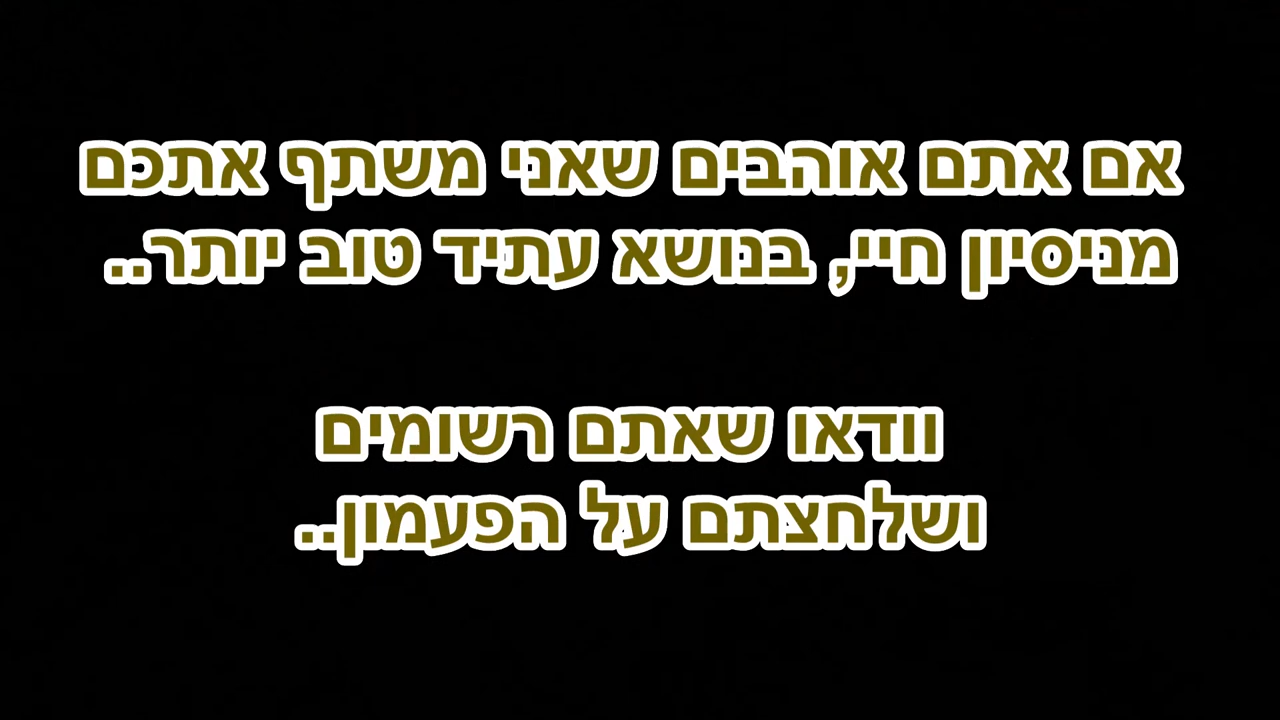 אם אתם אוהבים שאני משתף אתכם
מניסיון חיי, בנושא עתיד טוב יותר..
וודאו שאתם רשומים
ושלחצתם על הפעמון..